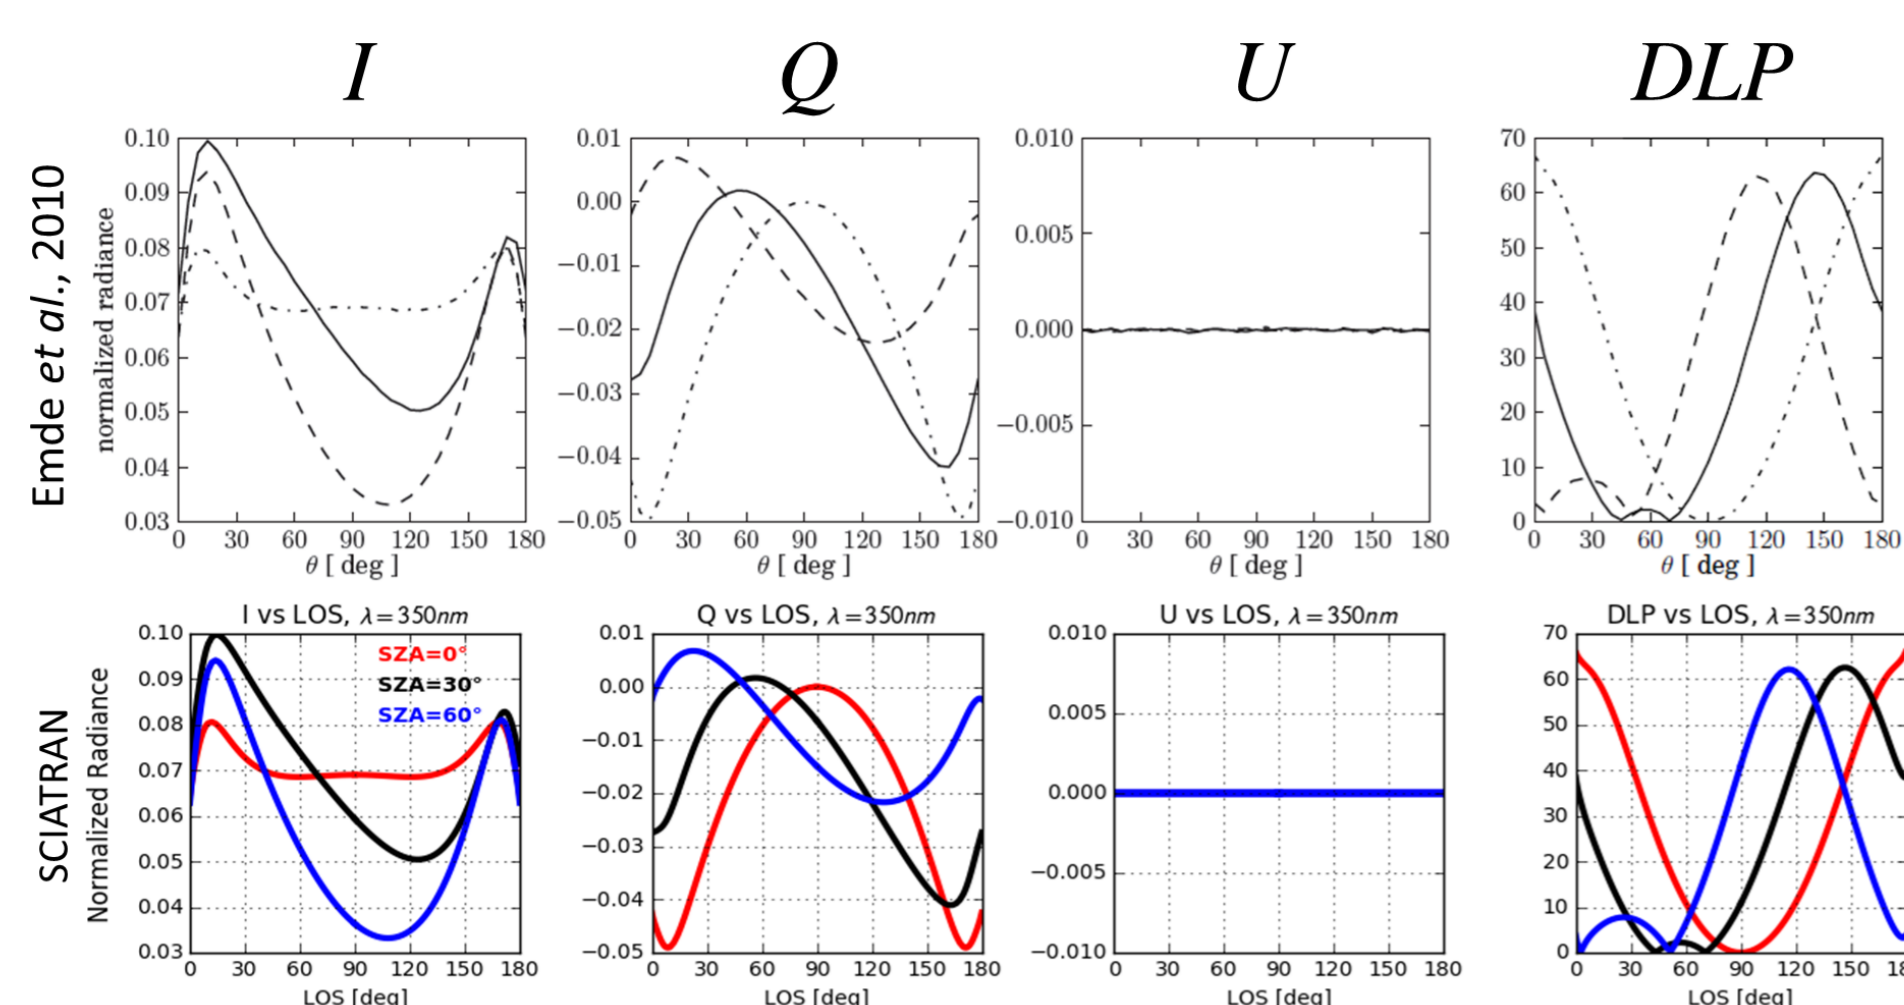 I Q U DLP
Emde et al., 2010
normalized radiance
0.10
0.09
0.08
0.07
0.06
0.05
0.04
0.03
0 30 60 90 120 150 180
θ [ deg ]
0.01
0.00
−0.01
−0.02
−0.03
−0.04
−0.05
0 30 60 90 120 150 180
θ [ deg ]
0.010
0.005
0.000
−0.005
−0.010
0 30 60 90 120 150 180
θ [ deg ]
70
60
50
40
30
20
10
0
0 30 60 90 120 150 180
θ [ deg ]
SCIATRAN
Normalized Radiance
I vs LOS, λ=350nm
0.10
0.09
0.08
0.07
0.06
0.05
0.04
0.03
SZA=0°
SZA=30°
SZA=60°
0 30 60 90 120 150 180
LOS [deg]
Q vs LOS, λ=350nm
0.01
0.00
−0.01
−0.02
−0.03
−0.04
−0.05
0 30 60 90 120 150 180
LOS [deg]
U vs LOS, λ=350nm
0.010
0.005
0.000
−0.005
−0.010
0 30 60 90 120 150 180
LOS [deg]
DLP vs LOS, λ=350nm
70
60
50
40
30
20
10
0
0 30 60 90 120 150 18
LOS [deg]